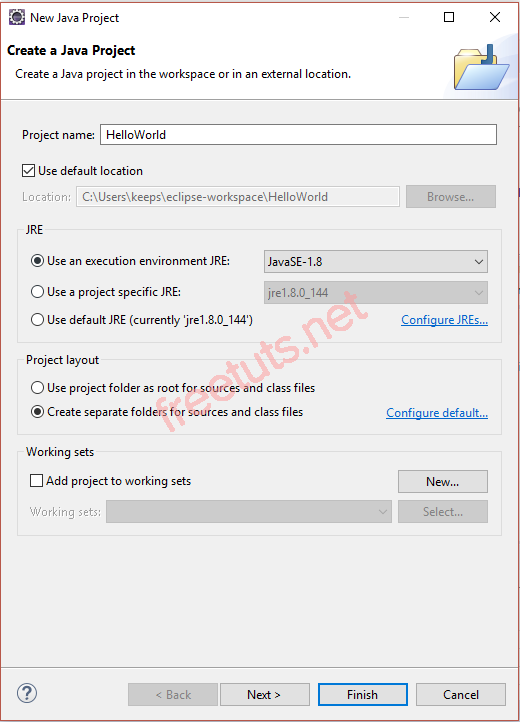 New Java Project
Create a Java Project
Create a Java project in the workspace or in an external location.
Project name: HelloWorld
Use default location
Location: C:\Users\keeps\eclipse-workspace\HelloWorld Browse...
JRE
Use an execution environment JRE: JavaSE-1.8
Use a project specific JRE: jre1.8.0_144
Use default JRE (currently 'jre1.8.0_144') Configure JREs...
Project layout
Use project folder as root for sources and class files
Create separate folders for sources and class files Configure default...
freetuts.net
Working sets
Add project to working sets New...
Working sets: Select...
? < Back Next > Finish Cancel